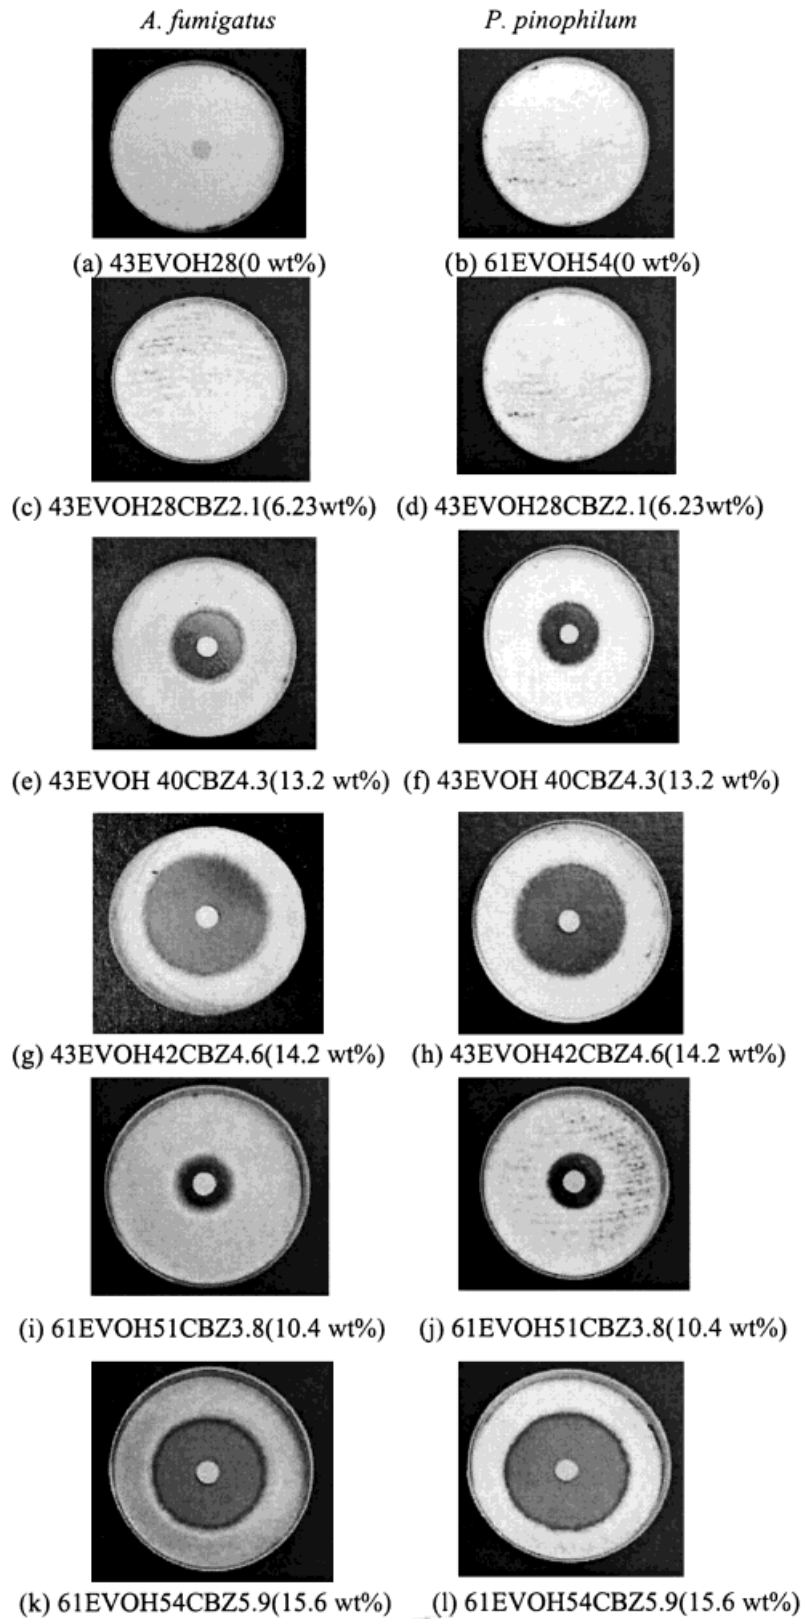 A. fumigatus P. pinophilum
(a) 43EVOH28(0 wt%) (b) 61EVOH54(0 wt%)
(c) 43EVOH28CBZ2.1(6.23wt%) (d) 43EVOH28CBZ2.1(6.23wt%)
(e) 43EVOH 40CBZ4.3(13.2 wt%) (f) 43EVOH 40CBZ4.3(13.2 wt%)
(g) 43EVOH42CBZ4.6(14.2 wt%) (h) 43EVOH42CBZ4.6(14.2 wt%)
(i) 61EVOH51CBZ3.8(10.4 wt%) (j) 61EVOH51CBZ3.8(10.4 wt%)
(k) 61EVOH54CBZ5.9(15.6 wt%) (l) 61EVOH54CBZ5.9(15.6 wt%)